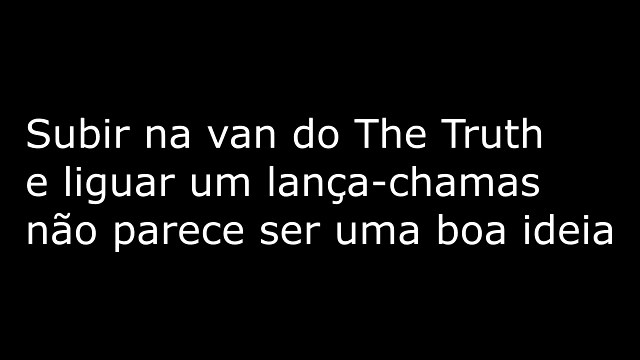 Subir na van do The Truth
e liguar um lança-chamas
não parece ser uma boa ideia